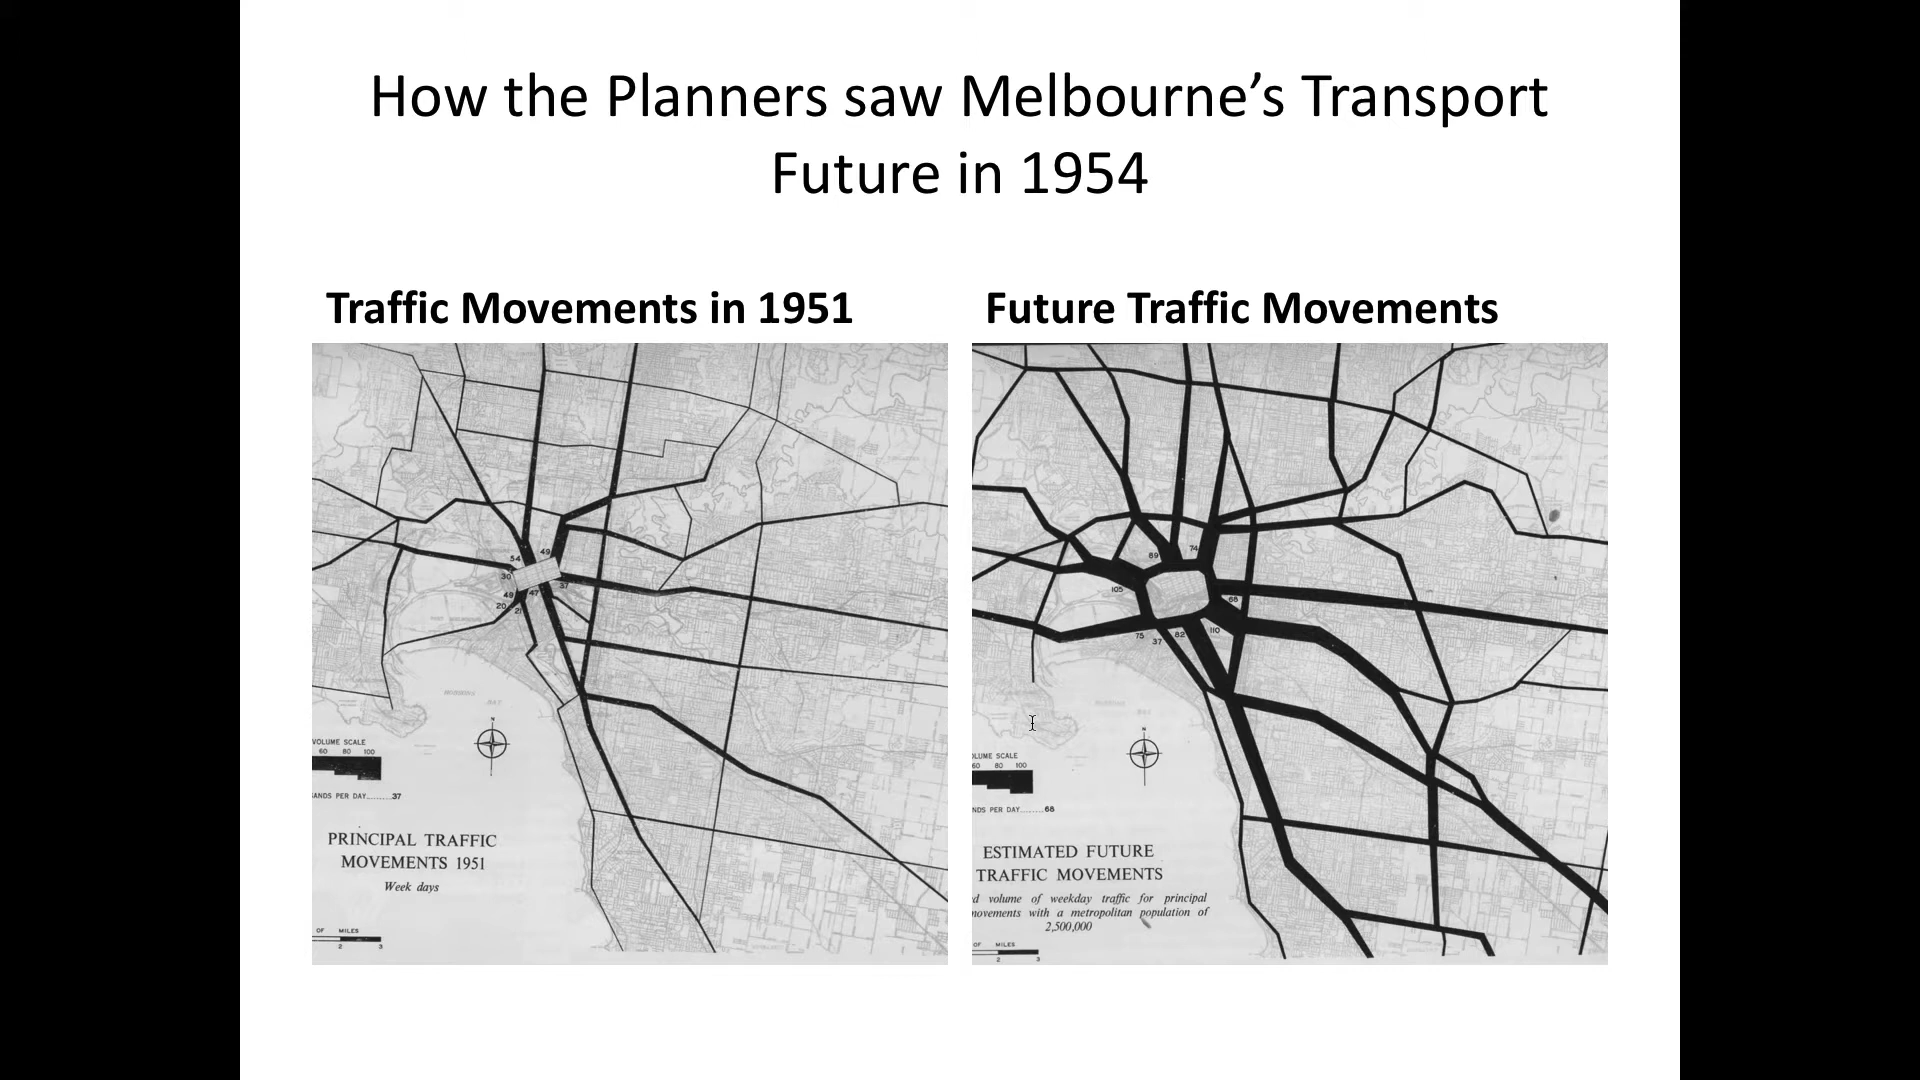 How the Planners saw Melbourne’s Transport
Future in 1954
Traffic Movements in 1951
54
49
30
37
49
47
20
21
N
VOLUME SCALE
60 80 100
ANDS PER DAY.........37
PRINCIPAL TRAFFIC
MOVEMENTS 1951
Week days
OF MILES
2 3
Future Traffic Movements
89
74
105
68
75
37
82
110
N
LUME SCALE
60 80 100
NDS PER DAY........68
ESTIMATED FUTURE
TRAFFIC MOVEMENTS
d volume of weekday traffic for principal
movements with a metropolitan population of
2,500,000
OF MILES
2 3